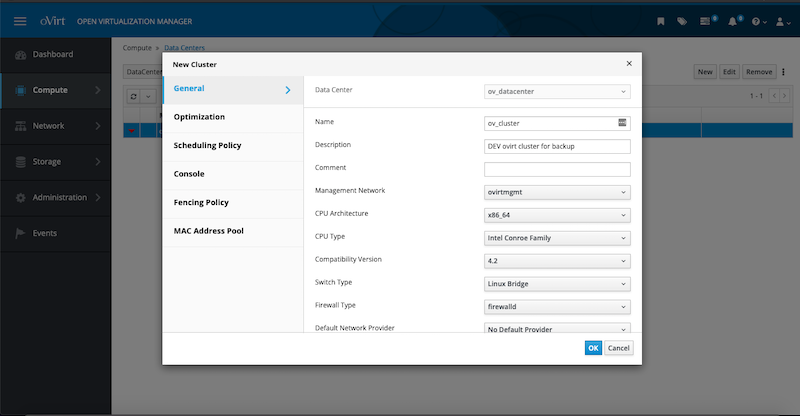 oVirt OPEN VIRTUALIZATION MANAGER
Dashboard
Compute
Network
Storage
Administration
Events
Compute » Data Centers
DataCenter
New Edit Remove
1 - 1
New Cluster
General
Optimization
Scheduling Policy
Console
Fencing Policy
MAC Address Pool
Data Center ov_datacenter
Name ov_cluster
Description DEV ovirt cluster for backup
Comment
Management Network ovirtmgmt
CPU Architecture x86_64
CPU Type Intel Conroe Family
Compatibility Version 4.2
Switch Type Linux Bridge
Firewall Type firewalld
Default Network Provider No Default Provider
OK Cancel